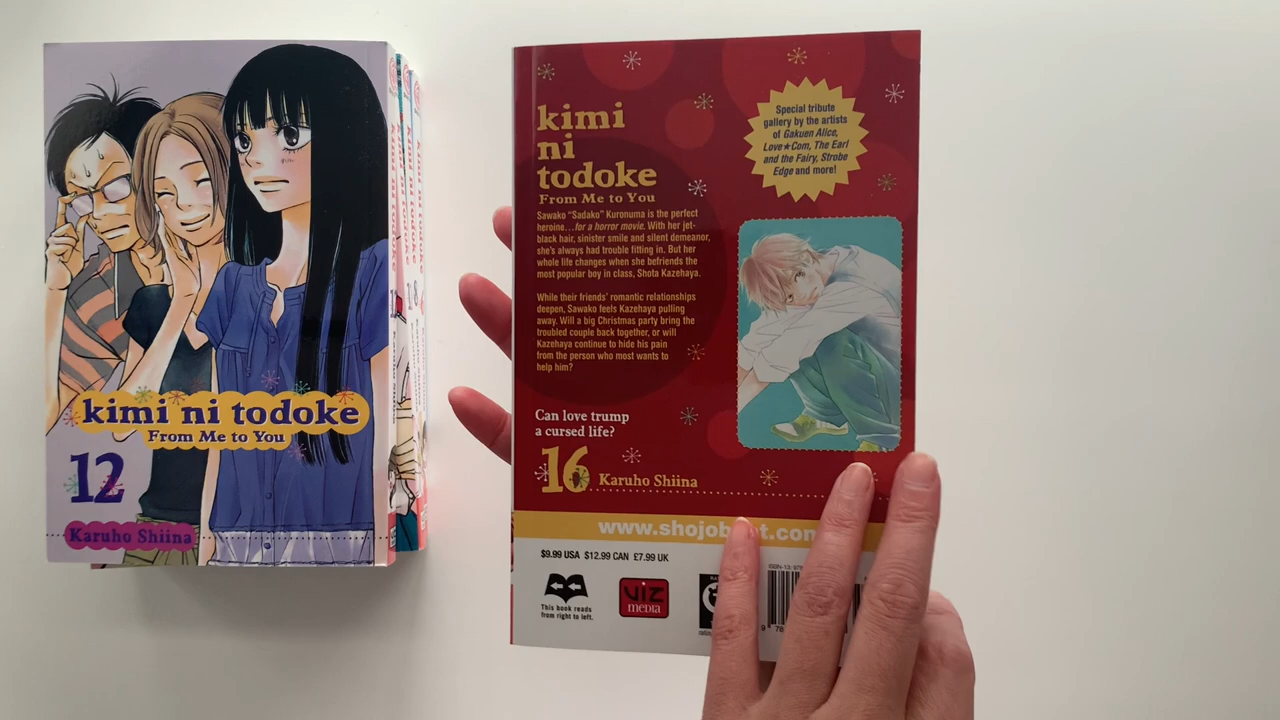 kimi ni todoke
From Me to You
12
Karuho Shiina
kimi
ni
todoke
From Me to You
Sawako “Sadako” Kuronuma is the perfect
heroine...for a horror movie. With her jet-
black hair, sinister smile and silent demeanor,
she's always had trouble fitting in. But her
whole life changes when she befriends the
most popular boy in class, Shota Kazehaya.
While their friends' romantic relationships
deepen, Sawako feels Kazehaya pulling
away. Will a big Christmas party bring the
troubled couple back together, or will
Kazehaya continue to hide his pain
from the person who most wants to
help him?
Can love trump
a cursed life?
16
Karuho Shiina
Special tribute
gallery by the artists
of Gakuen Alice,
Love★Com, The Earl
and the Fairy, Strobe
Edge and more!
$9.99 USA $12.99 CAN £7.99 UK
This book reads
from right to left.
VIZ
MEDIA